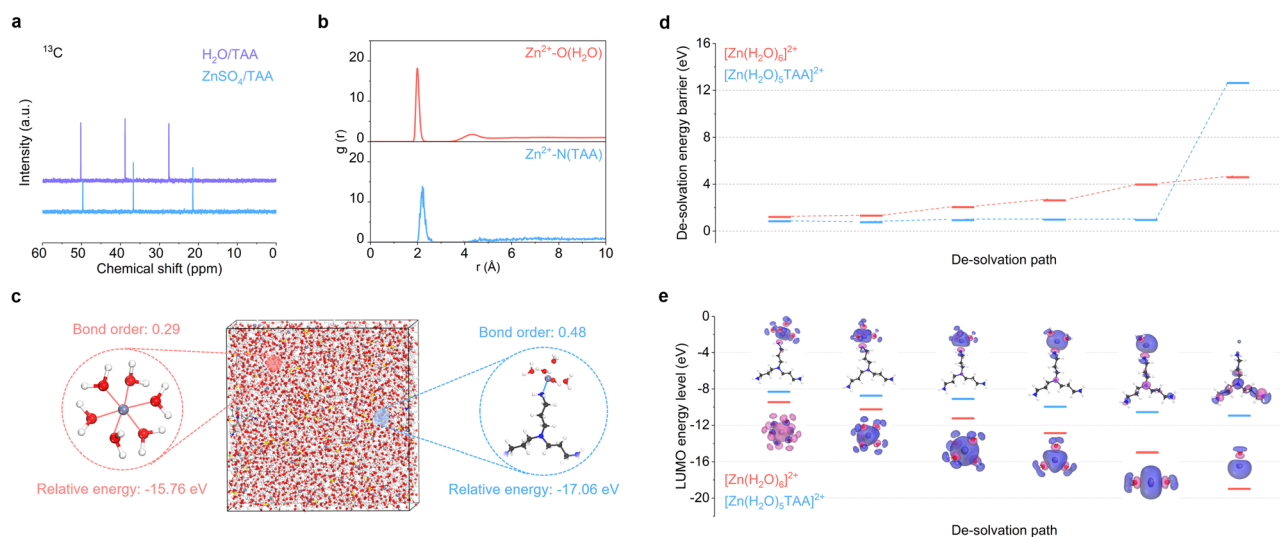 a
¹³C
H₂O/TAA
ZnSO₄/TAA
Intensity (a.u.)
60 50 40 30 20 10 0
Chemical shift (ppm)
b
Zn²⁺-O(H₂O)
20
10
0
g (r)
Zn²⁺-N(TAA)
20
10
0
0 2 4 6 8 10
r (Å)
c
Bond order: 0.29
Relative energy: -15.76 eV
Bond order: 0.48
Relative energy: -17.06 eV
d
[Zn(H₂O)₆]²⁺
[Zn(H₂O)₅TAA]²⁺
De-solvation energy barrier (eV)
16
12
8
4
0
De-solvation path
e
LUMO energy level (eV)
0
-4
-8
-12
-16
-20
[Zn(H₂O)₆]²⁺
[Zn(H₂O)₅TAA]²⁺
De-solvation path